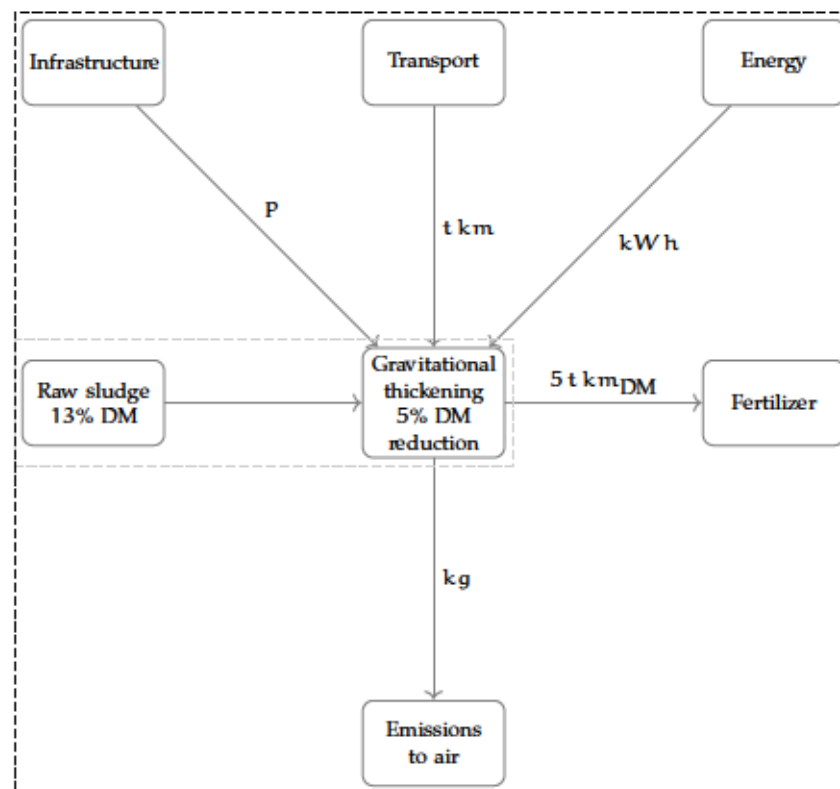 Infrastructure
Transport
Energy
P
t km
kW h
Raw sludge
13% DM
Gravitational
thickening
5% DM
reduction
5 t kmDM
Fertilizer
kg
Emissions
to air